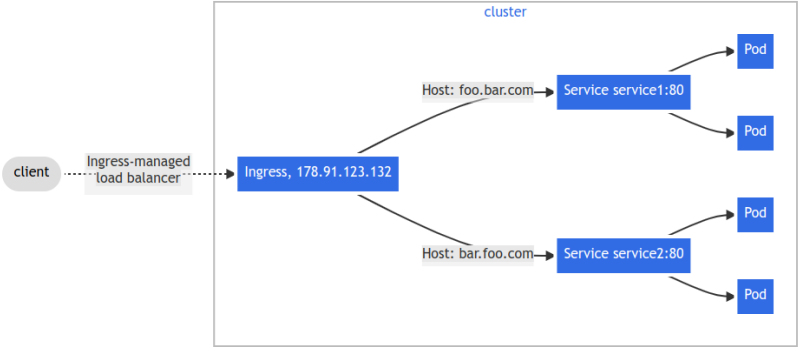 cluster
client
Ingress-managed
load balancer
Ingress, 178.91.123.132
Host: foo.bar.com
Service service1:80
Pod
Pod
Host: bar.foo.com
Service service2:80
Pod
Pod